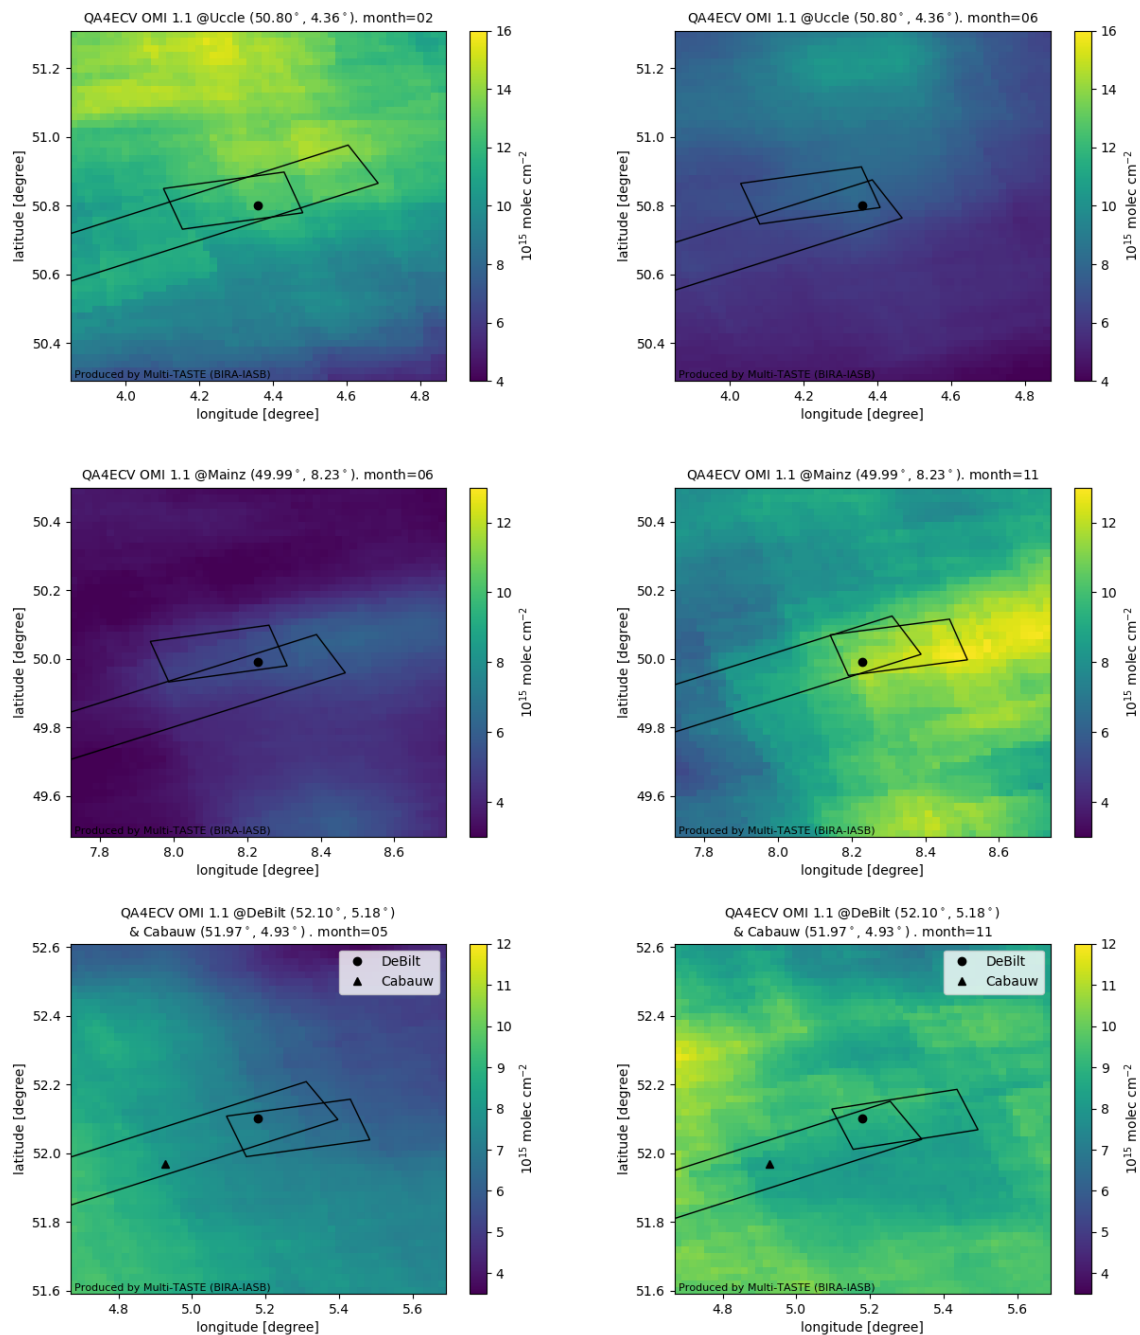 QA4ECV OMI 1.1 @Uccle (50.80°, 4.36°). month=02
51.2
51.0
50.8
50.6
50.4
latitude [degree]
4.0 4.2 4.4 4.6 4.8
longitude [degree]
Produced by Multi-TASTE (BIRA-IASB)
16
14
12
10
8
6
4
10¹⁵ molec cm⁻²
QA4ECV OMI 1.1 @Uccle (50.80°, 4.36°). month=06
51.2
51.0
50.8
50.6
50.4
latitude [degree]
4.0 4.2 4.4 4.6 4.8
longitude [degree]
Produced by Multi-TASTE (BIRA-IASB)
16
14
12
10
8
6
4
10¹⁵ molec cm⁻²
QA4ECV OMI 1.1 @Mainz (49.99°, 8.23°). month=06
50.4
50.2
50.0
49.8
49.6
latitude [degree]
7.8 8.0 8.2 8.4 8.6
longitude [degree]
Produced by Multi-TASTE (BIRA-IASB)
12
10
8
6
4
10¹⁵ molec cm⁻²
QA4ECV OMI 1.1 @Mainz (49.99°, 8.23°). month=11
50.4
50.2
50.0
49.8
49.6
latitude [degree]
7.8 8.0 8.2 8.4 8.6
longitude [degree]
Produced by Multi-TASTE (BIRA-IASB)
12
10
8
6
4
10¹⁵ molec cm⁻²
QA4ECV OMI 1.1 @DeBilt (52.10°, 5.18°)
& Cabauw (51.97°, 4.93°) . month=05
DeBilt
Cabauw
52.6
52.4
52.2
52.0
51.8
51.6
latitude [degree]
4.8 5.0 5.2 5.4 5.6
longitude [degree]
Produced by Multi-TASTE (BIRA-IASB)
12
11
10
9
8
7
6
5
4
10¹⁵ molec cm⁻²
QA4ECV OMI 1.1 @DeBilt (52.10°, 5.18°)
& Cabauw (51.97°, 4.93°) . month=11
DeBilt
Cabauw
52.6
52.4
52.2
52.0
51.8
51.6
latitude [degree]
4.8 5.0 5.2 5.4 5.6
longitude [degree]
Produced by Multi-TASTE (BIRA-IASB)
12
11
10
9
8
7
6
5
4
10¹⁵ molec cm⁻²